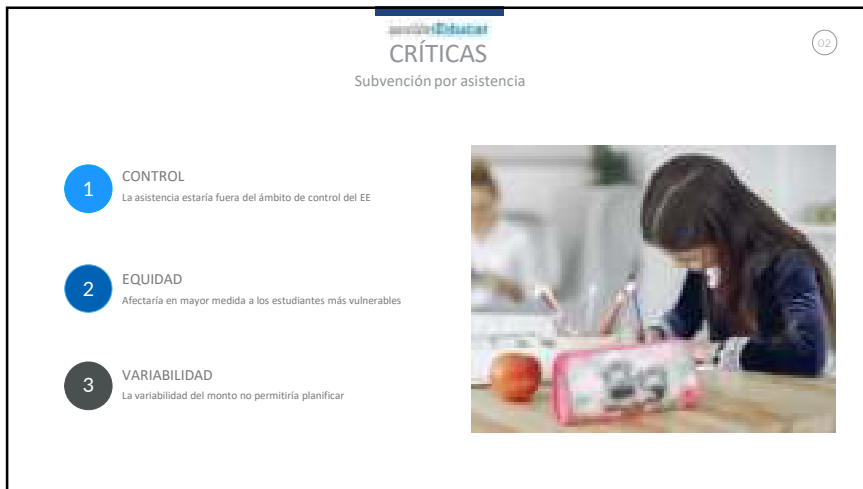 acciónEducar
CRÍTICAS
02
Subvención por asistencia
1
CONTROL
La asistencia estaría fuera del ámbito de control del EE
2
EQUIDAD
Afectaría en mayor medida a los estudiantes más vulnerables
3
VARIABILIDAD
La variabilidad del monto no permitiría planificar